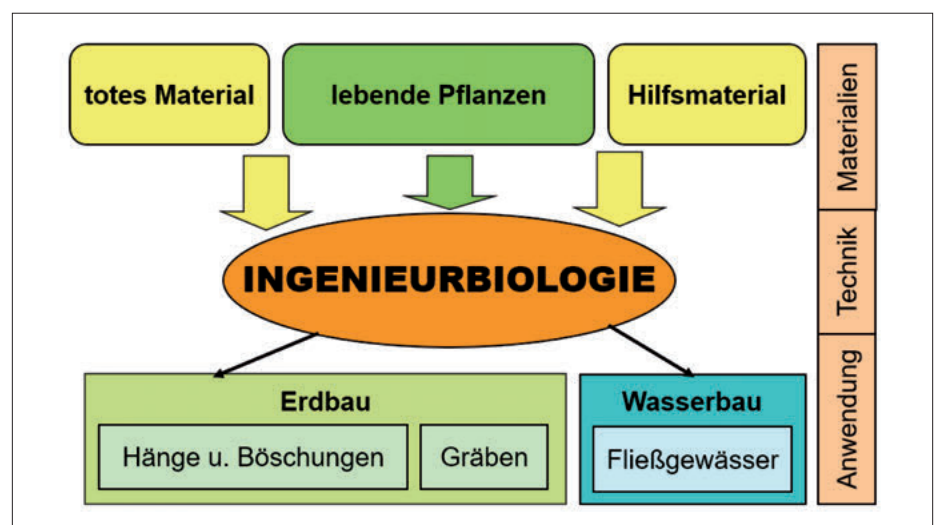 totes Material
lebende Pflanzen
Hilfsmaterial
Materialien
INGENIEURBIOLOGIE
Technik
Erdbau
Hänge u. Böschungen
Gräben
Wasserbau
Fließgewässer
Anwendung